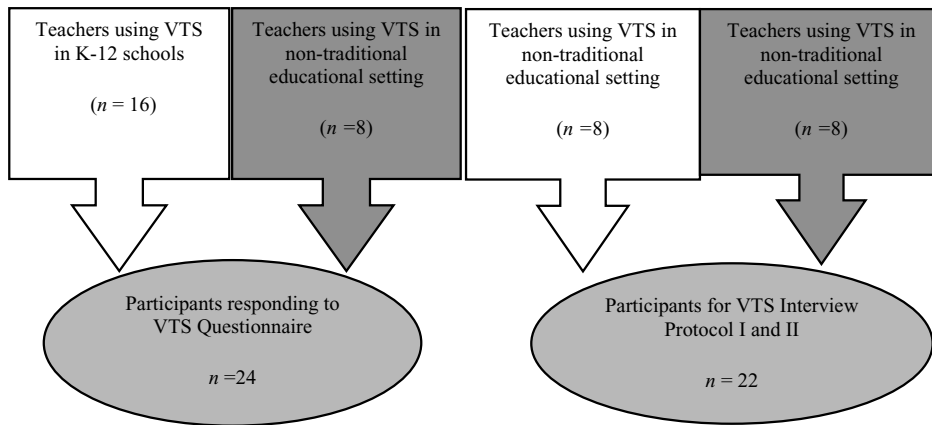 Teachers using VTS
in K-12 schools
(n = 16)
Teachers using VTS in
non-traditional
educational setting
(n =8)
Teachers using VTS in
non-traditional
educational setting
(n =8)
Teachers using VTS in
non-traditional
educational setting
(n =8)
Participants responding to
VTS Questionnaire
n =24
Participants for VTS Interview
Protocol I and II
n = 22